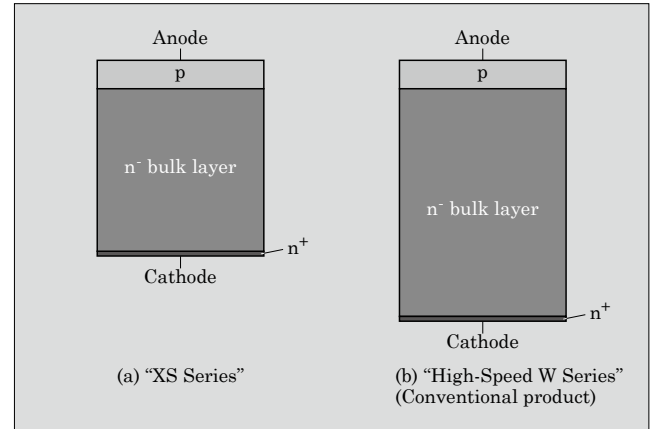 Anode
p
n⁻ bulk layer
n⁺
Cathode
(a) “XS Series”
Anode
p
n⁻ bulk layer
n⁺
Cathode
(b) “High-Speed W Series”
(Conventional product)